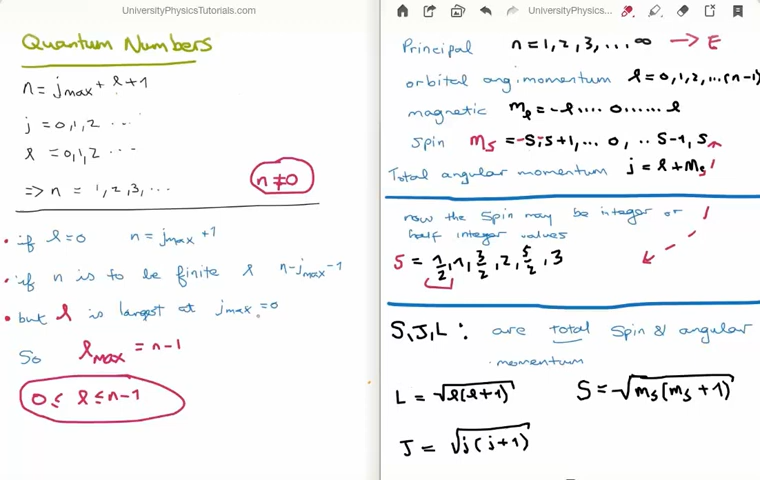 UniversityPhysicsTutorials.com
Quantum Numbers
n = jmax + l + 1
j = 0,1,2 ...
l = 0,1,2 ...
=> n = 1,2,3,...
n ≠ 0
• if l=0 n = jmax + 1
• if n is to be finite l n-jmax-1
• but l is largest at jmax = 0
So lmax = n-1
0 ≤ l ≤ n-1
UniversityPhysics...
Principal n = 1,2,3,...∞ → E
orbital ang. momentum l = 0,1,2,...(n-1)
magnetic ml = -l .... 0 ...... l
Spin ms = -s, s+1, ... 0, .. s-1, s
Total angular momentum j = l + ms
now the spin may be integer or
half integer values
S = 1/2, 1, 3/2, 2, 5/2, 3
S, J, L : are total Spin & angular
momentum
L = √l(l+1) S = √ms(ms+1)
J = √j(j+1)